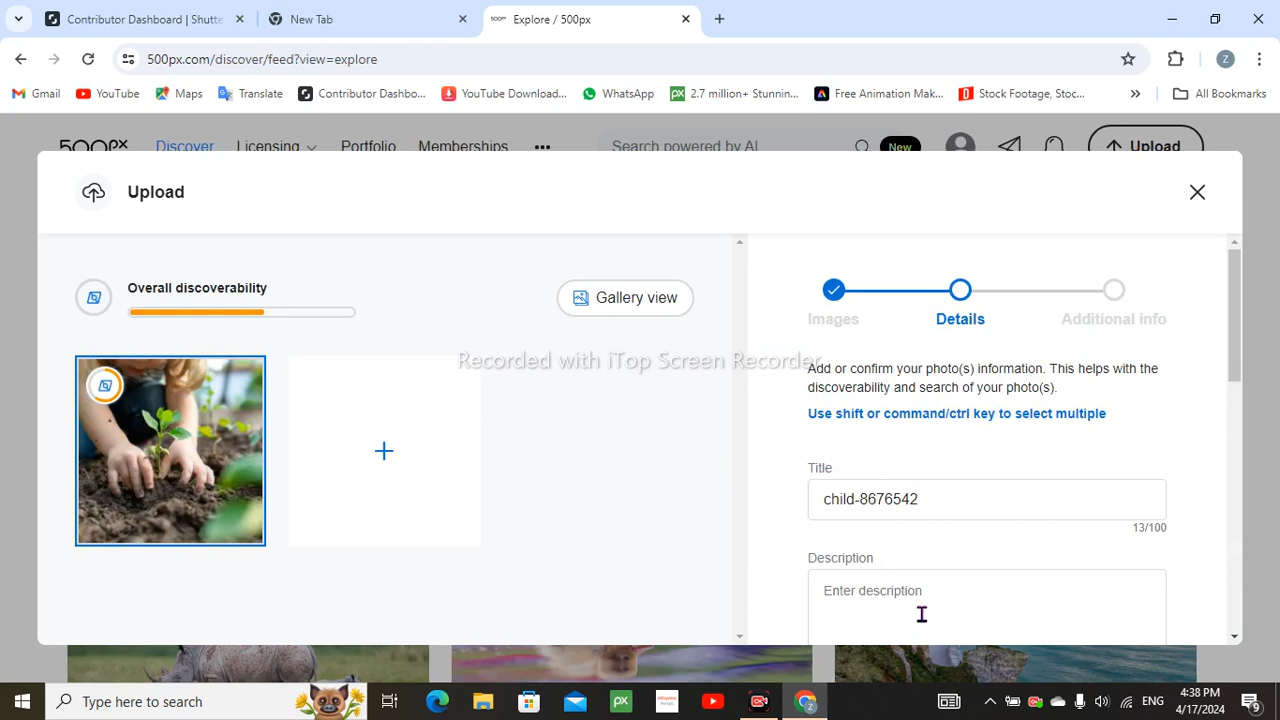 Contributor Dashboard | Shutte
New Tab
500px Explore / 500px
500px.com/discover/feed?view=explore
Z
Gmail YouTube Maps Translate Contributor Dashbo... YouTube Download... WhatsApp 2.7 million+ Stunnin... Free Animation Mak... Stock Footage, Stoc... » All Bookmarks
500px Discover Licensing Portfolio Memberships ••• Search powered by AI New Upload
Upload
Overall discoverability
Gallery view
Images Details Additional info
Recorded with iTop Screen Recorder
Add or confirm your photo(s) information. This helps with the
discoverability and search of your photo(s).
Use shift or command/ctrl key to select multiple
Title
child-8676542
13/100
Description
Enter description
Type here to search
ENG
4:38 PM
4/17/2024
9